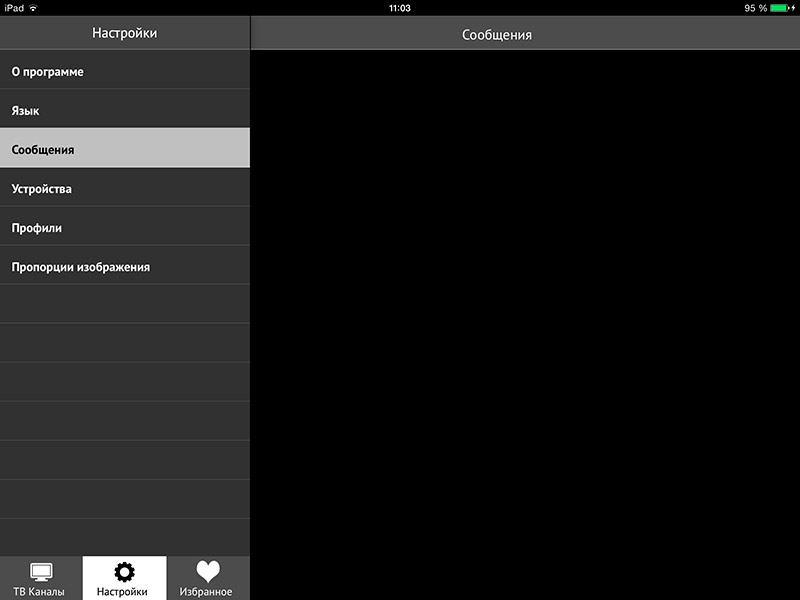 iPad 11:03 95 %
Настройки
Сообщения
О программе
Язык
Сообщения
Устройства
Профили
Пропорции изображения
ТВ Каналы
Настройки
Избранное